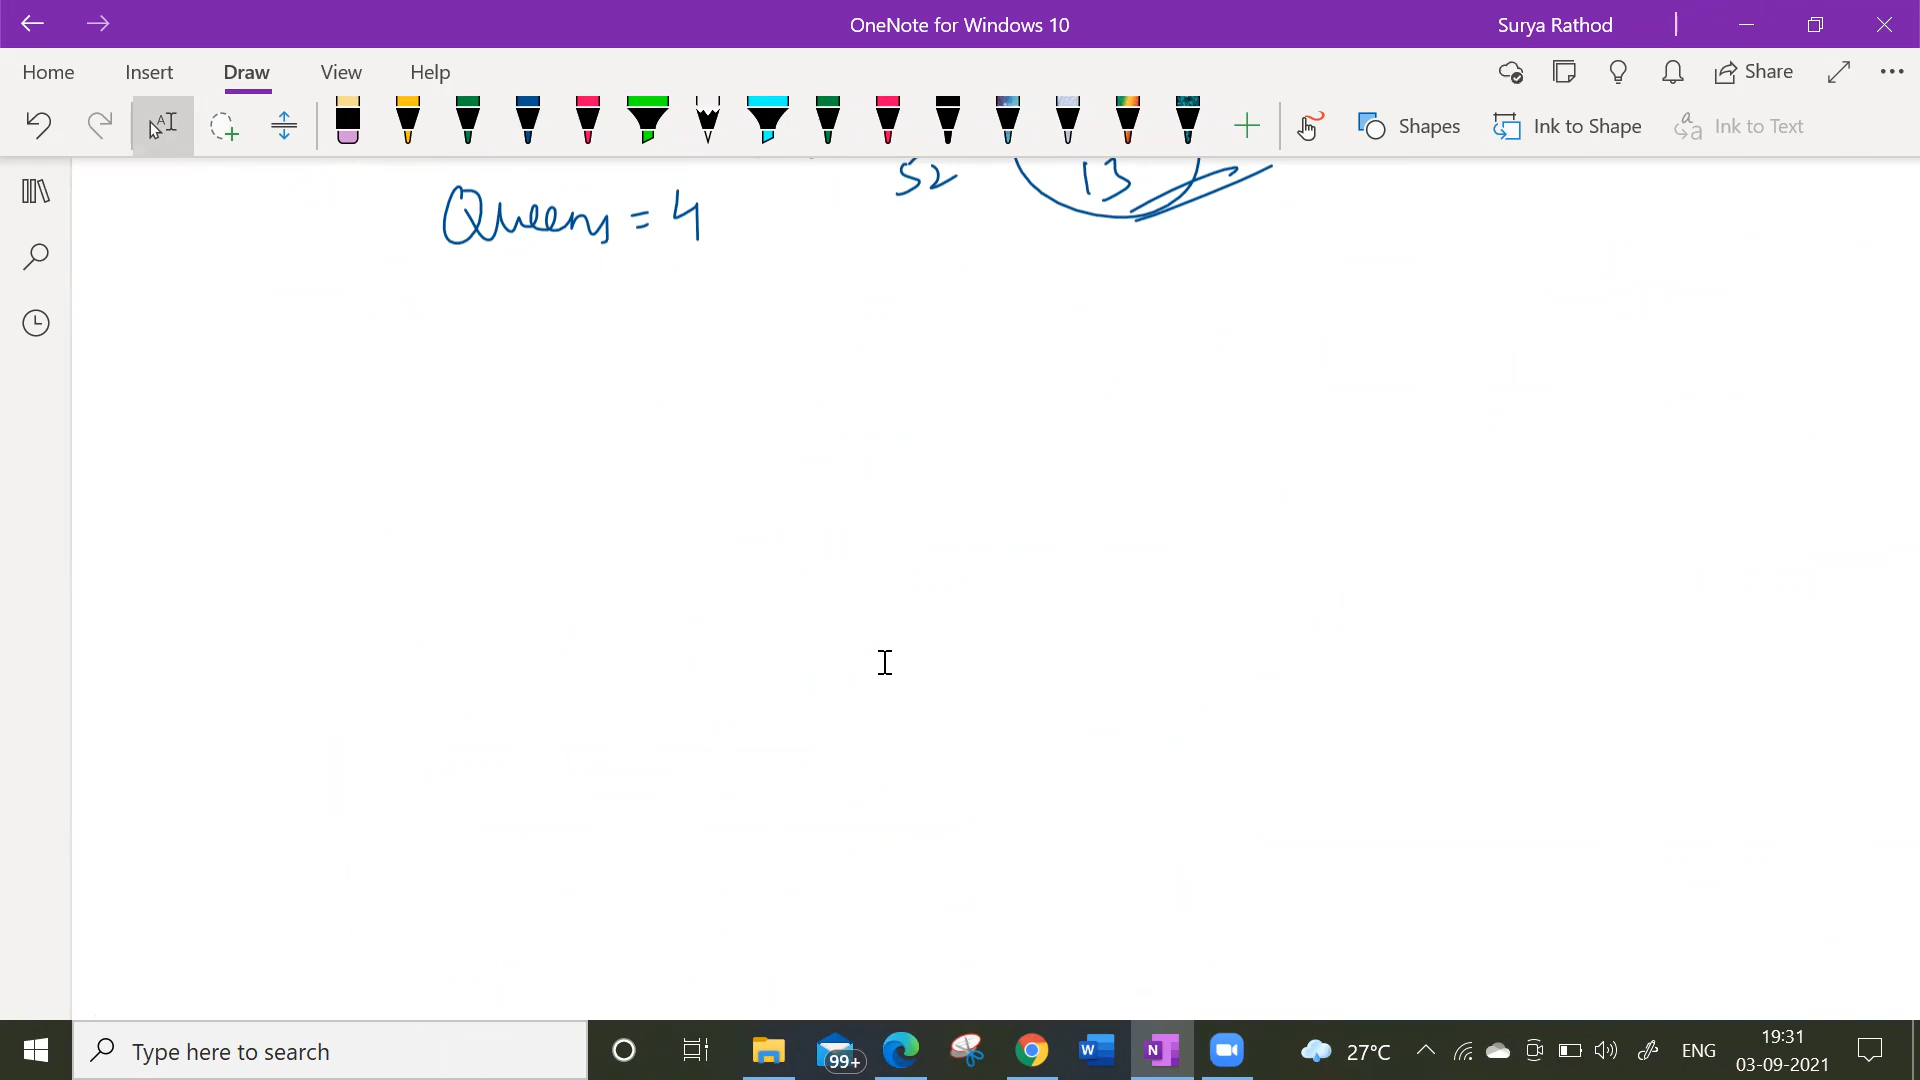 OneNote for Windows 10
Surya Rathod
Home Insert Draw View Help
Share
Shapes Ink to Shape Ink to Text
52 13
Queens = 4
Type here to search
99+
27°C
ENG
19:31
03-09-2021